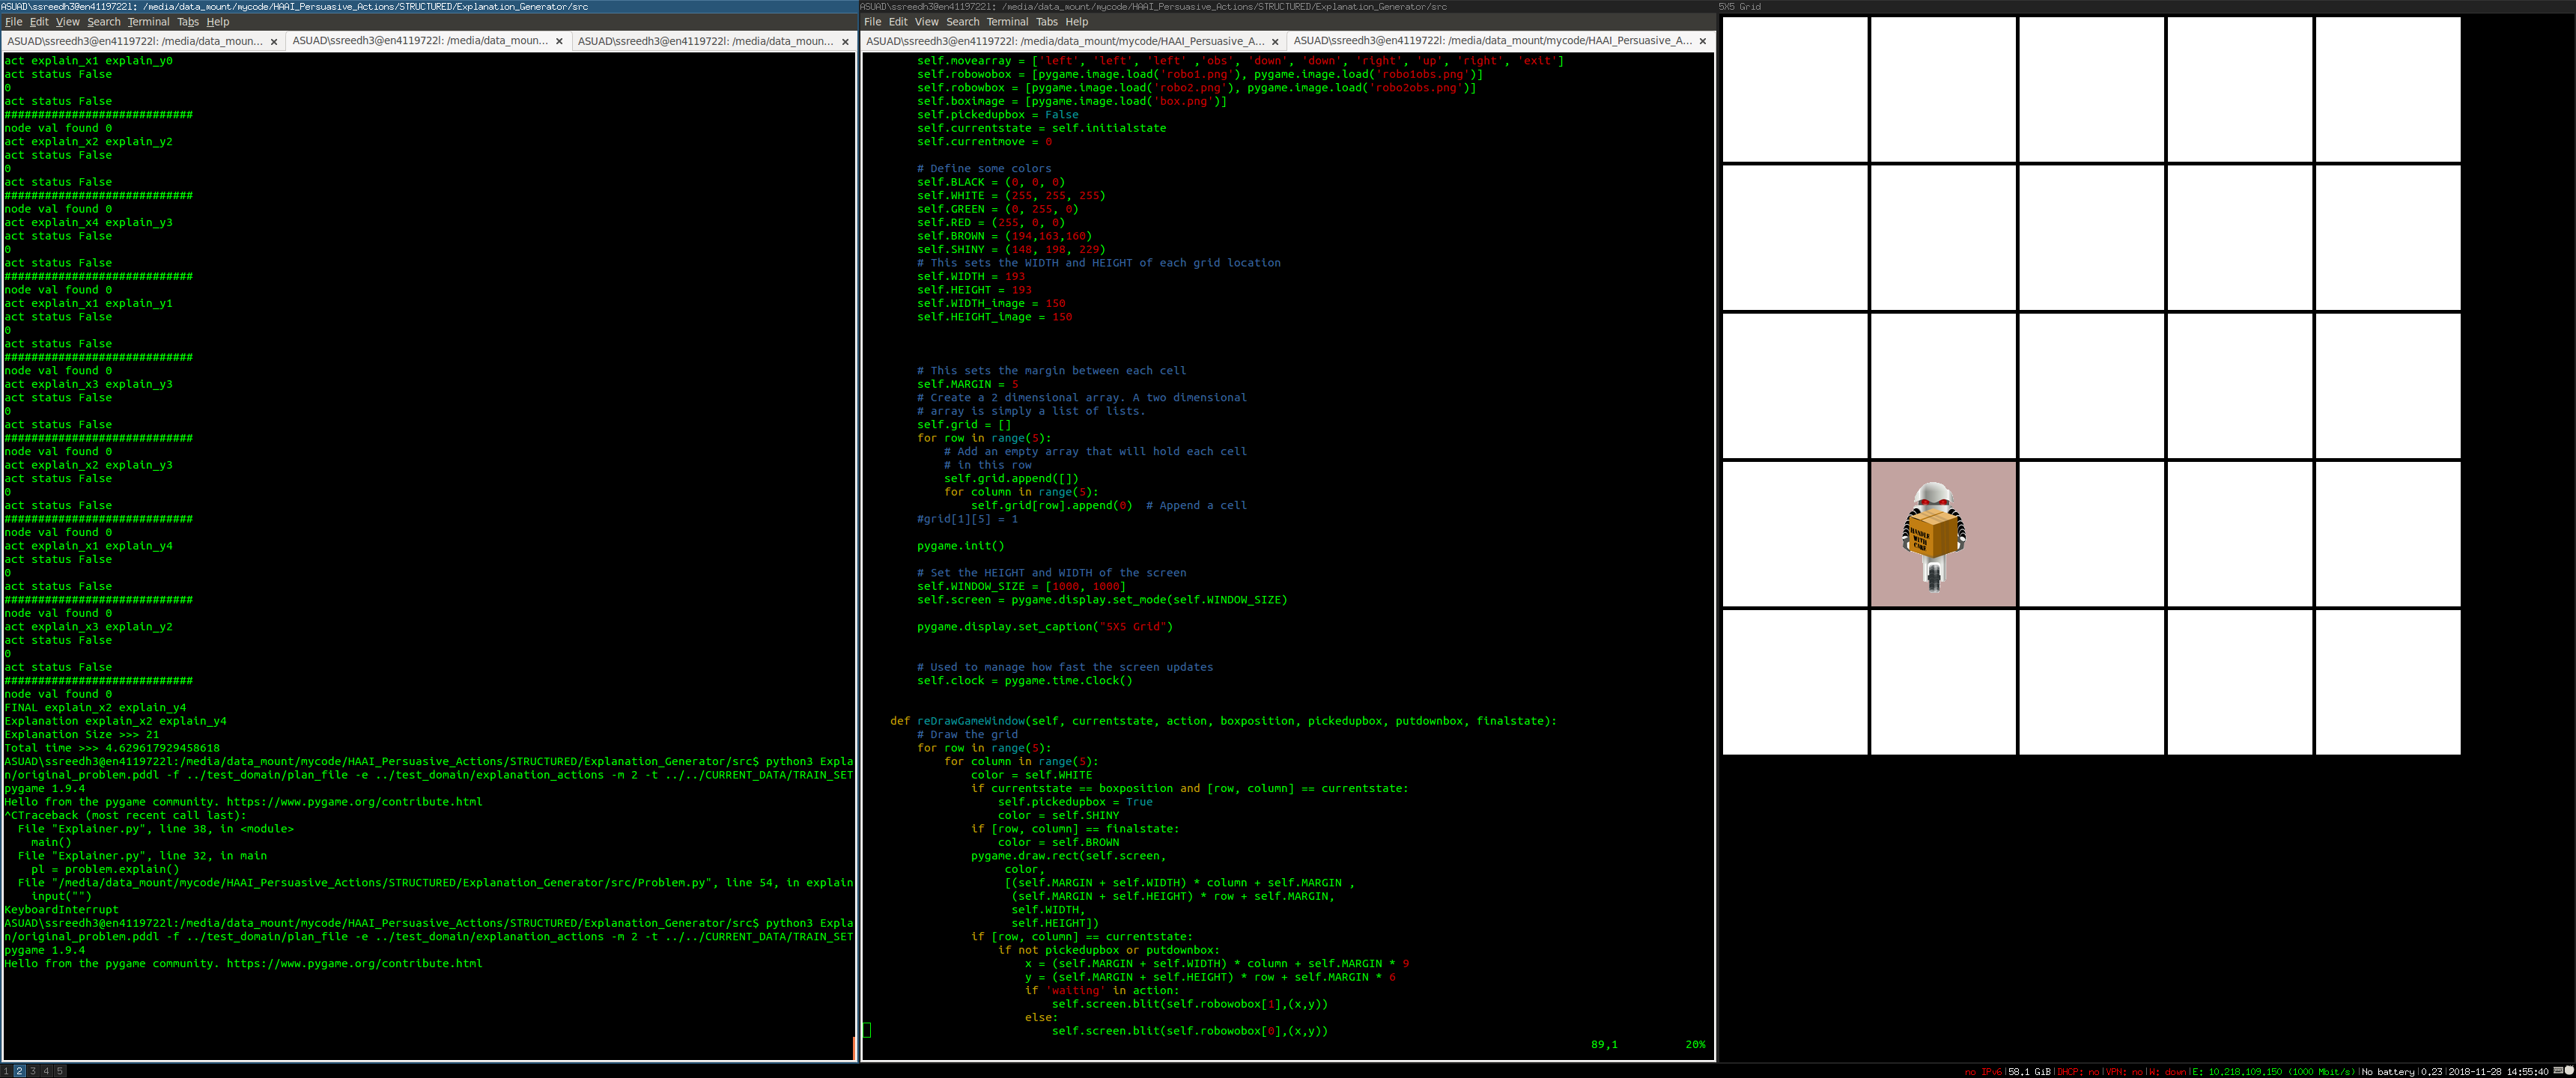 ASUAD\ssreedh3@en4119722l: /media/data_mount/mycode/HAAI_Persuasive_Actions/STRUCTURED/Explanation_Generator/src
File Edit View Search Terminal Tabs Help
ASUAD\ssreedh3@en4119722l: /media/data_moun... × ASUAD\ssreedh3@en4119722l: /media/data_moun... × ASUAD\ssreedh3@en4119722l: /media/data_moun... ×
act explain_x1 explain_y0
act status False
0
act status False
############################
node val found 0
act explain_x2 explain_y2
act status False
0
act status False
############################
node val found 0
act explain_x4 explain_y3
act status False
0
act status False
############################
node val found 0
act explain_x1 explain_y1
act status False
0
act status False
############################
node val found 0
act explain_x3 explain_y3
act status False
0
act status False
############################
node val found 0
act explain_x2 explain_y3
act status False
0
act status False
############################
node val found 0
act explain_x1 explain_y4
act status False
0
act status False
############################
node val found 0
act explain_x3 explain_y2
act status False
0
act status False
############################
node val found 0
FINAL explain_x2 explain_y4
Explanation explain_x2 explain_y4
Explanation Size >>> 21
Total time >>> 4.629617929458618
ASUAD\ssreedh3@en4119722l:/media/data_mount/mycode/HAAI_Persuasive_Actions/STRUCTURED/Explanation_Generator/src$ python3 Expla
n/original_problem.pddl -f ../test_domain/plan_file -e ../test_domain/explanation_actions -m 2 -t ../../CURRENT_DATA/TRAIN_SET
pygame 1.9.4
Hello from the pygame community. https://www.pygame.org/contribute.html
^CTraceback (most recent call last):
File "Explainer.py", line 38, in <module>
main()
File "Explainer.py", line 32, in main
pl = problem.explain()
File "/media/data_mount/mycode/HAAI_Persuasive_Actions/STRUCTURED/Explanation_Generator/src/Problem.py", line 54, in explain
input("")
KeyboardInterrupt
ASUAD\ssreedh3@en4119722l:/media/data_mount/mycode/HAAI_Persuasive_Actions/STRUCTURED/Explanation_Generator/src$ python3 Expla
n/original_problem.pddl -f ../test_domain/plan_file -e ../test_domain/explanation_actions -m 2 -t ../../CURRENT_DATA/TRAIN_SET
pygame 1.9.4
Hello from the pygame community. https://www.pygame.org/contribute.html
ASUAD\ssreedh3@en4119722l: /media/data_mount/mycode/HAAI_Persuasive_Actions/STRUCTURED/Explanation_Generator/src
File Edit View Search Terminal Tabs Help
ASUAD\ssreedh3@en4119722l: /media/data_mount/mycode/HAAI_Persuasive_A... × ASUAD\ssreedh3@en4119722l: /media/data_mount/mycode/HAAI_Persuasive_A... ×
self.movearray = ['left', 'left', 'left' ,'obs', 'down', 'down', 'right', 'up', 'right', 'exit']
self.robowobox = [pygame.image.load('robo1.png'), pygame.image.load('robo1obs.png')]
self.robowbox = [pygame.image.load('robo2.png'), pygame.image.load('robo2obs.png')]
self.boximage = [pygame.image.load('box.png')]
self.pickedupbox = False
self.currentstate = self.initialstate
self.currentmove = 0
# Define some colors
self.BLACK = (0, 0, 0)
self.WHITE = (255, 255, 255)
self.GREEN = (0, 255, 0)
self.RED = (255, 0, 0)
self.BROWN = (194,163,160)
self.SHINY = (148, 198, 229)
# This sets the WIDTH and HEIGHT of each grid location
self.WIDTH = 193
self.HEIGHT = 193
self.WIDTH_image = 150
self.HEIGHT_image = 150
# This sets the margin between each cell
self.MARGIN = 5
# Create a 2 dimensional array. A two dimensional
# array is simply a list of lists.
self.grid = []
for row in range(5):
# Add an empty array that will hold each cell
# in this row
self.grid.append([])
for column in range(5):
self.grid[row].append(0)  # Append a cell
#grid[1][5] = 1
pygame.init()
# Set the HEIGHT and WIDTH of the screen
self.WINDOW_SIZE = [1000, 1000]
self.screen = pygame.display.set_mode(self.WINDOW_SIZE)
pygame.display.set_caption("5X5 Grid")
# Used to manage how fast the screen updates
self.clock = pygame.time.Clock()
def reDrawGameWindow(self, currentstate, action, boxposition, pickedupbox, putdownbox, finalstate):
# Draw the grid
for row in range(5):
for column in range(5):
color = self.WHITE
if currentstate == boxposition and [row, column] == currentstate:
self.pickedupbox = True
color = self.SHINY
if [row, column] == finalstate:
color = self.BROWN
pygame.draw.rect(self.screen,
color,
[(self.MARGIN + self.WIDTH) * column + self.MARGIN ,
(self.MARGIN + self.HEIGHT) * row + self.MARGIN,
self.WIDTH,
self.HEIGHT])
if [row, column] == currentstate:
if not pickedupbox or putdownbox:
x = (self.MARGIN + self.WIDTH) * column + self.MARGIN * 9
y = (self.MARGIN + self.HEIGHT) * row + self.MARGIN * 6
if 'waiting' in action:
self.screen.blit(self.robowobox[1],(x,y))
else:
self.screen.blit(self.robowobox[0],(x,y))
89,1 20%
5X5 Grid
HANDLE
WITH
CARE
1 2 3 4 5
no IPv6|58.1 GiB|DHCP: no|VPN: no|W: down|E: 10.218.109.150 (1000 Mbit/s)|No battery|0.23|2018-11-28 14:55:40